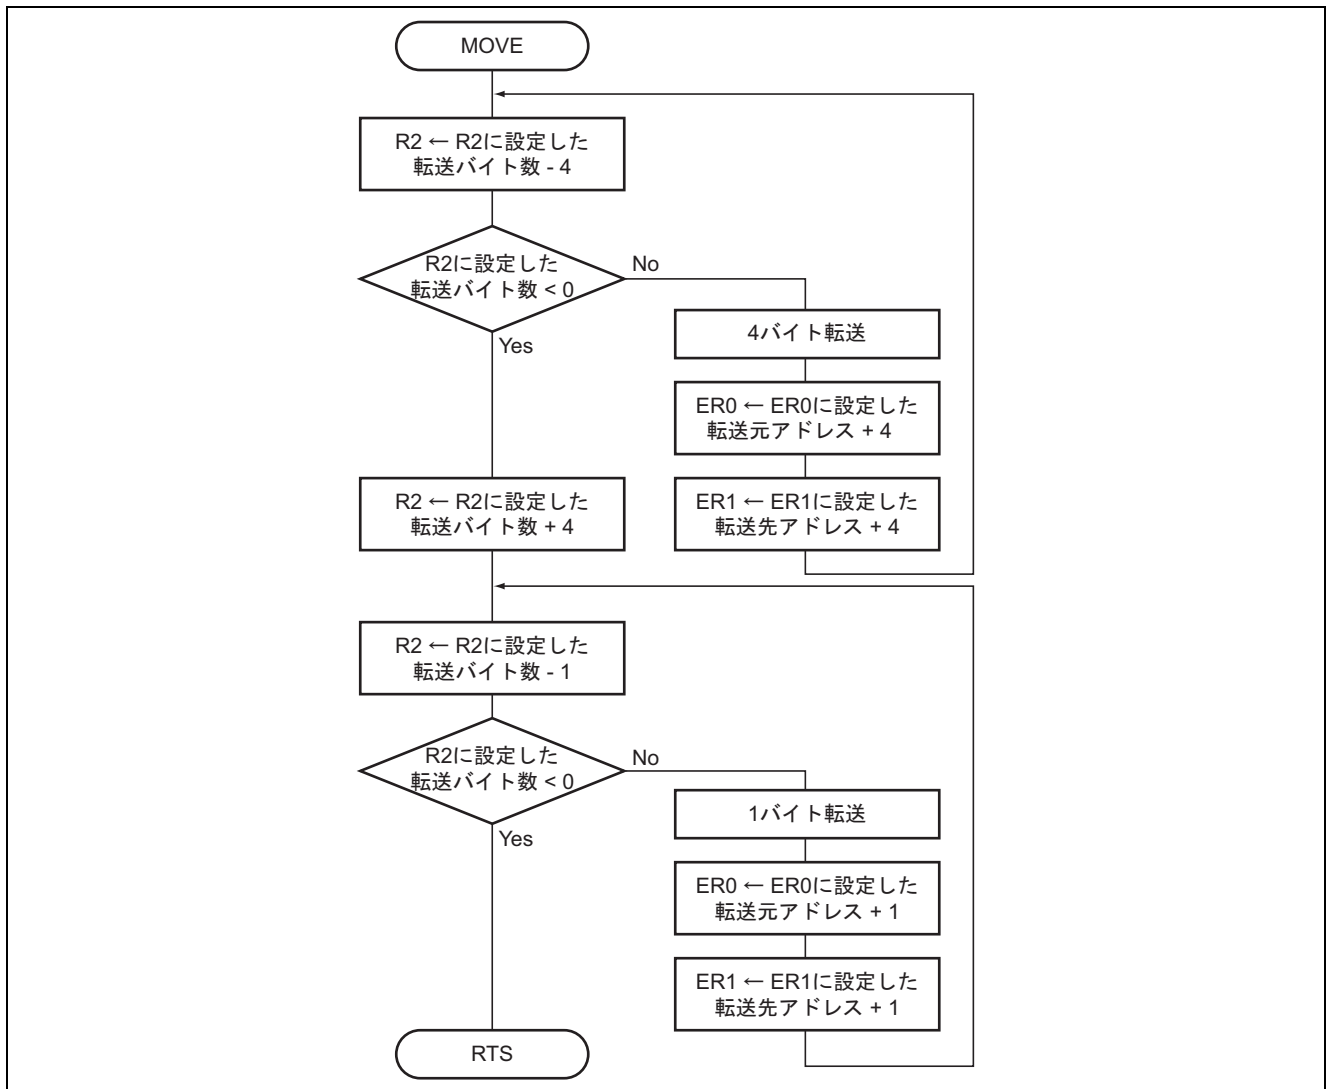 MOVE
R2 ← R2に設定した
転送バイト数 - 4
R2に設定した
転送バイト数 < 0
No
Yes
4バイト転送
ER0 ← ER0に設定した
転送元アドレス + 4
ER1 ← ER1に設定した
転送先アドレス + 4
R2 ← R2に設定した
転送バイト数 + 4
R2 ← R2に設定した
転送バイト数 - 1
R2に設定した
転送バイト数 < 0
No
Yes
1バイト転送
ER0 ← ER0に設定した
転送元アドレス + 1
ER1 ← ER1に設定した
転送先アドレス + 1
RTS